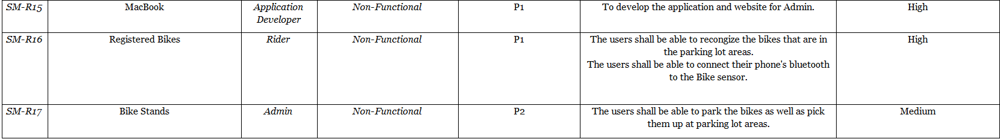 SM-R15 MacBook Application Non-Functional P1 To develop the application and website for Admin. High
Developer
SM-R16 Registered Bikes Rider Non-Functional P1 The users shall be able to recongize the bikes that are in High
the parking lot areas.
The users shall be able to connect their phone's bluetooth
to the Bike sensor.
SM-R17 Bike Stands Admin Non-Functional P2 The users shall be able to park the bikes as well as pick Medium
them up at parking lot areas.